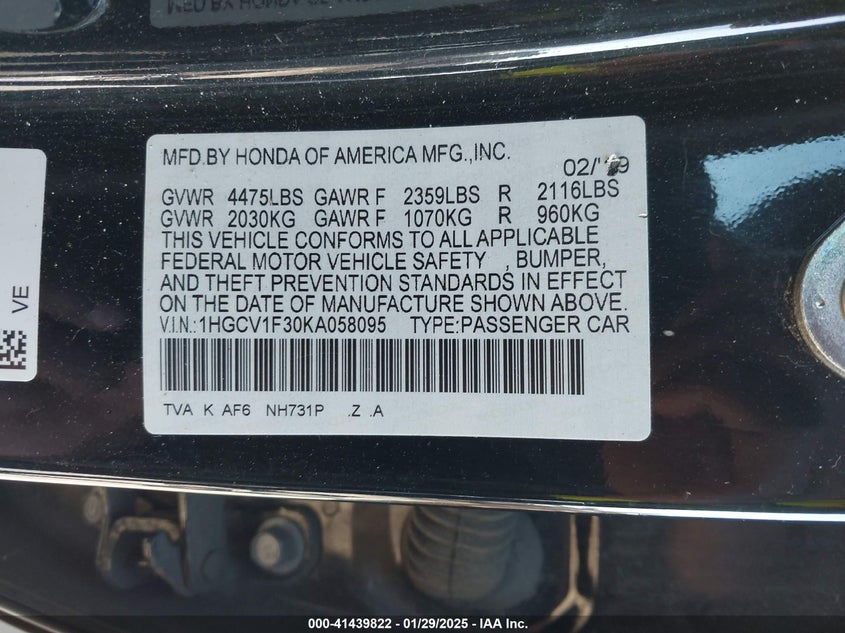 MFD.BY HONDA OF AMERICA MFG.,INC.
02/'19
GVWR 4475LBS GAWR F 2359LBS R 2116LBS
GVWR 2030KG GAWR F 1070KG R 960KG
THIS VEHICLE CONFORMS TO ALL APPLICABLE
FEDERAL MOTOR VEHICLE SAFETY , BUMPER,
AND THEFT PREVENTION STANDARDS IN EFFECT
ON THE DATE OF MANUFACTURE SHOWN ABOVE.
V.I.N.:1HGCV1F30KA058095 TYPE:PASSENGER CAR
TVA K AF6 NH731P .Z .A
VE
000-41439822 - 01/29/2025 - IAA Inc.